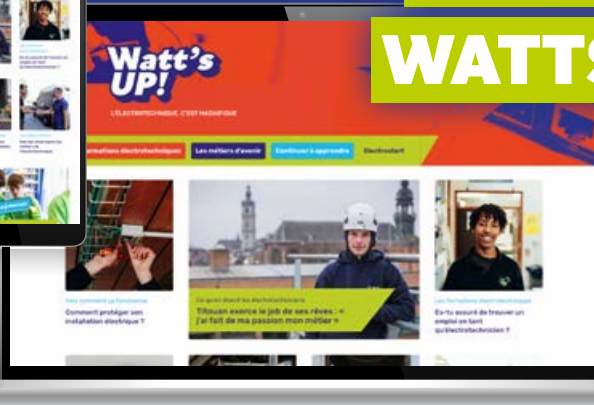 WATTS
Watt's
UP!
L'ÉLECTROTECHNIQUE, C'EST MAGNIFIQUE
formations électrotechniques
Les métiers d'avenir
Continuer à apprendre
Electrostart
Comment protéger son
installation électrique ?
Titouan exerce le job de ses rêves : «
j'ai fait de ma passion mon métier »
Les formations électrotechniques
Es-tu assuré de trouver un
emploi en tant
qu'électrotechnicien ?